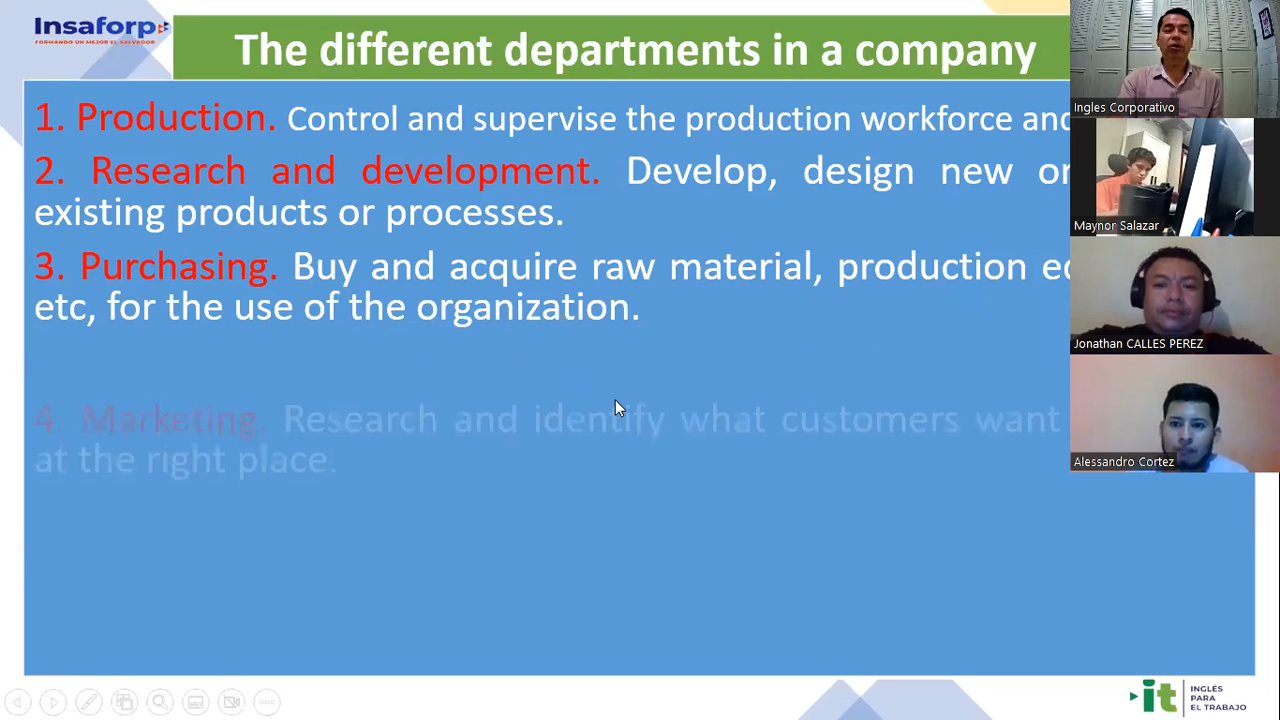 Insaforp
FORMANDO UN MEJOR EL SALVADOR
The different departments in a company
1. Production. Control and supervise the production workforce and
2. Research and development. Develop, design new or
existing products or processes.
3. Purchasing. Buy and acquire raw material, production
etc, for the use of the organization.
4. Marketing. Research and identify what customers want
at the right place.
Ingles Corporativo
Maynor Salazar
Jonathan CALLES PEREZ
Alessandro Cortez
it
INGLÉS
PARA
EL TRABAJO